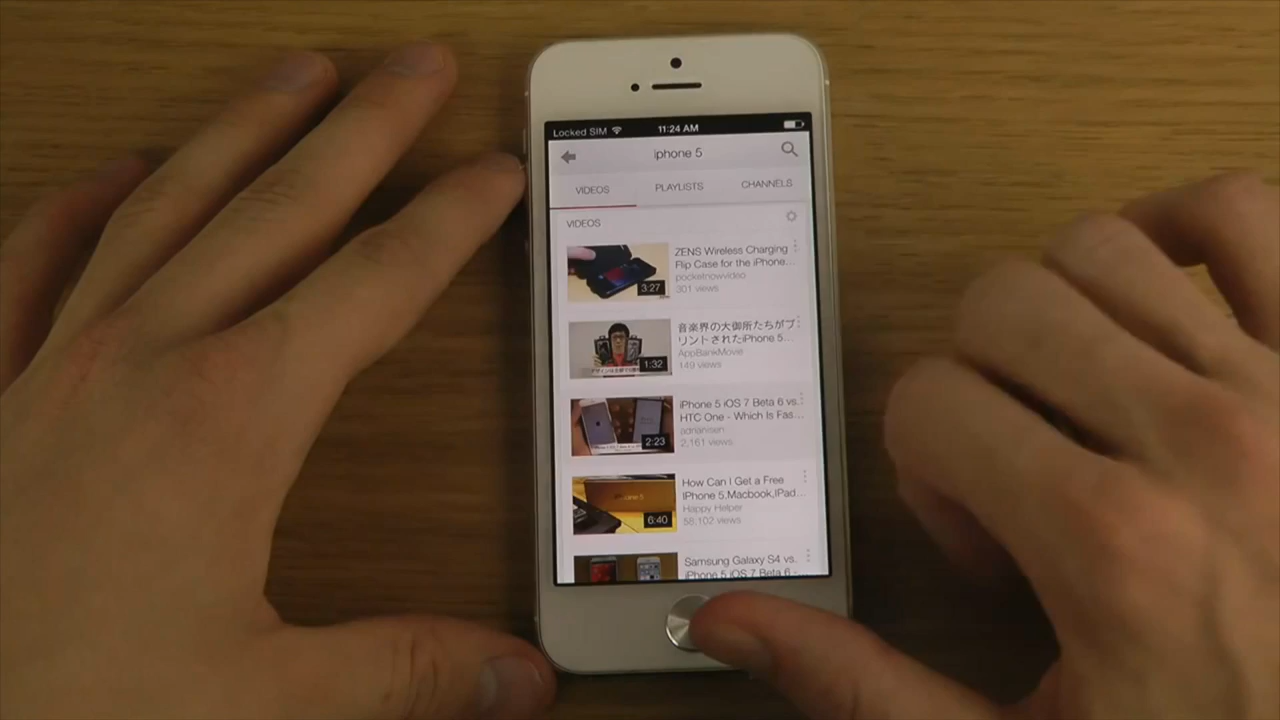 Locked SIM 11:24 AM
iphone 5
VIDEOS PLAYLISTS CHANNELS
VIDEOS
ZENS Wireless Charging
Flip Case for the iPhone...
pocketnowvideo
301 views
3:27
音楽界の大御所たちがプ
リントされたiPhone 5...
AppBankMovie
149 views
1:32
iPhone 5 iOS 7 Beta 6 vs.
HTC One - Which Is Fas...
adrianisen
2,161 views
2:23
How Can I Get a Free
iPhone 5,Macbook,IPad...
Happy Helper
58,102 views
6:40
Samsung Galaxy S4 vs.
iPhone 5 iOS 7 Beta 6 -